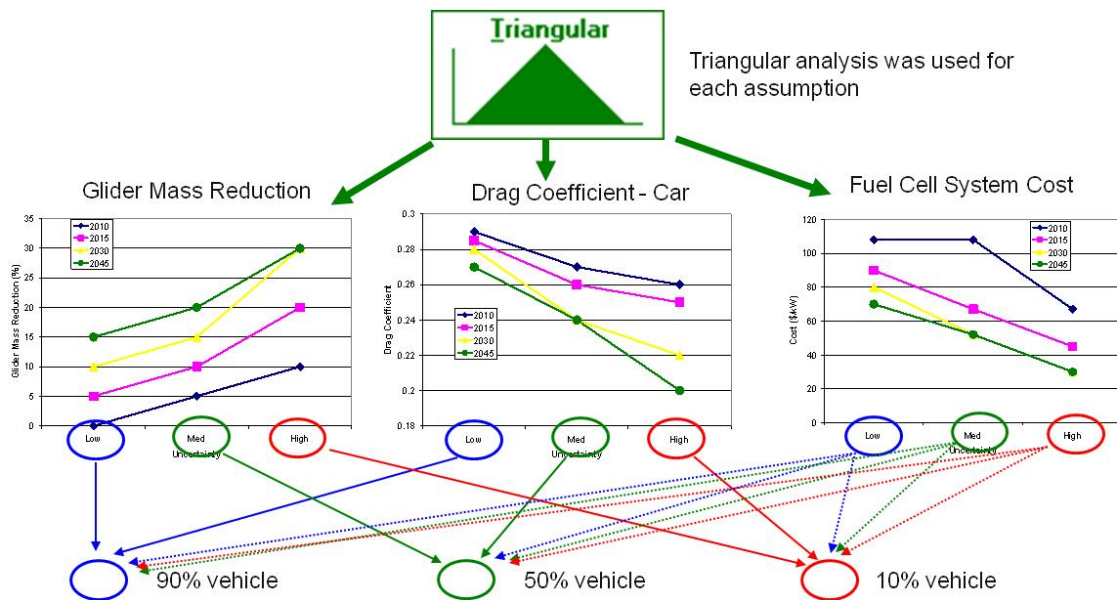 Triangular
Triangular analysis was used for
each assumption
Glider Mass Reduction
Drag Coefficient - Car
Fuel Cell System Cost
Glider Mass Reduction (%)
35
30
25
20
15
10
5
0
2010
2015
2030
2045
Low
Med
High
Uncertainty
Drag Coefficient
0.3
0.28
0.26
0.24
0.22
0.2
0.18
2010
2015
2030
2045
Low
Med
High
Uncertainty
Cost ($/kW)
120
100
80
60
40
20
0
2010
2015
2030
2045
Low
Med
High
Uncertainty
90% vehicle
50% vehicle
10% vehicle